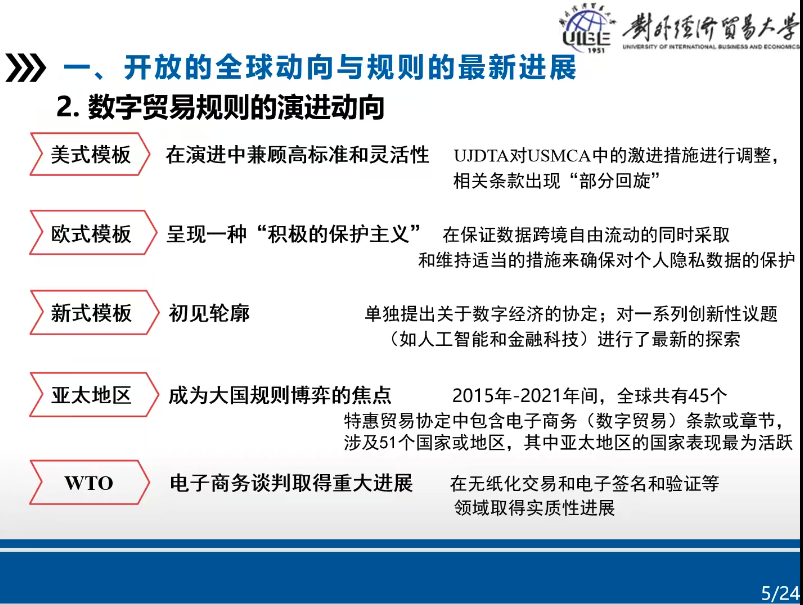 UIBE
1951
對外經濟貿易大學
UNIVERSITY OF INTERNATIONAL BUSINESS AND ECONOMICS
一、开放的全球动向与规则的最新进展
2. 数字贸易规则的演进动向
美式模板 在演进中兼顾高标准和灵活性 UJDTA对USMCA中的激进措施进行调整，
相关条款出现“部分回旋”
欧式模板 呈现一种“积极的保护主义” 在保证数据跨境自由流动的同时采取
和维持适当的措施来确保对个人隐私数据的保护
新式模板 初见轮廓 单独提出关于数字经济的协定；对一系列创新性议题
（如人工智能和金融科技）进行了最新的探索
亚太地区 成为大国规则博弈的焦点 2015年-2021年间，全球共有45个
特惠贸易协定中包含电子商务（数字贸易）条款或章节，
涉及51个国家或地区，其中亚太地区的国家表现最为活跃
WTO 电子商务谈判取得重大进展 在无纸化交易和电子签名和验证等
领域取得实质性进展
5/24